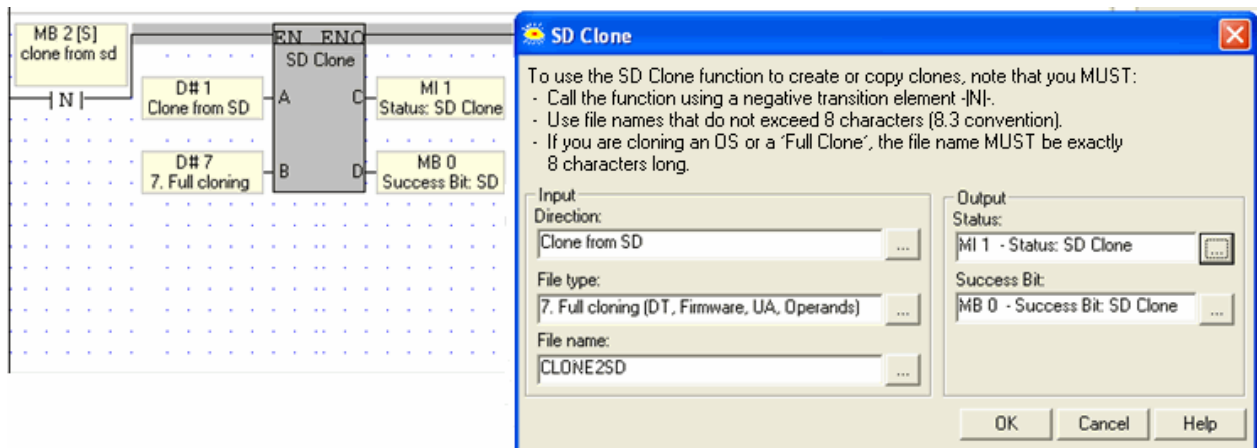 MB 2 [S]
clone from sd
N
EN ENO
SD Clone
D# 1
Clone from SD
A
C
MI 1
Status: SD Clone
D# 7
7. Full cloning
B
D
MB 0
Success Bit: SD
SD Clone
To use the SD Clone function to create or copy clones, note that you MUST:
- Call the function using a negative transition element -|N|-.
- Use file names that do not exceed 8 characters (8.3 convention).
- If you are cloning an OS or a 'Full Clone', the file name MUST be exactly
8 characters long.
Input
Direction:
Clone from SD
...
File type:
7. Full cloning (DT, Firmware, UA, Operands)
...
File name:
CLONE2SD
...
Output
Status:
MI 1 - Status: SD Clone
...
Success Bit:
MB 0 - Success Bit: SD Clone
...
OK
Cancel
Help